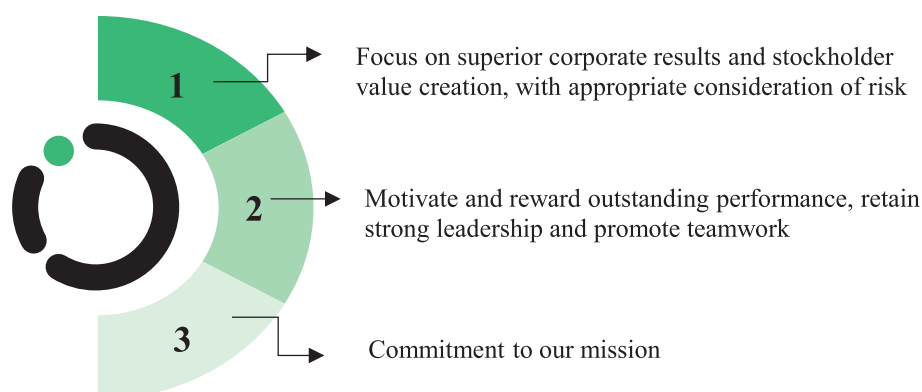 1
Focus on superior corporate results and stockholder
value creation, with appropriate consideration of risk
2
Motivate and reward outstanding performance, retain
strong leadership and promote teamwork
3
Commitment to our mission